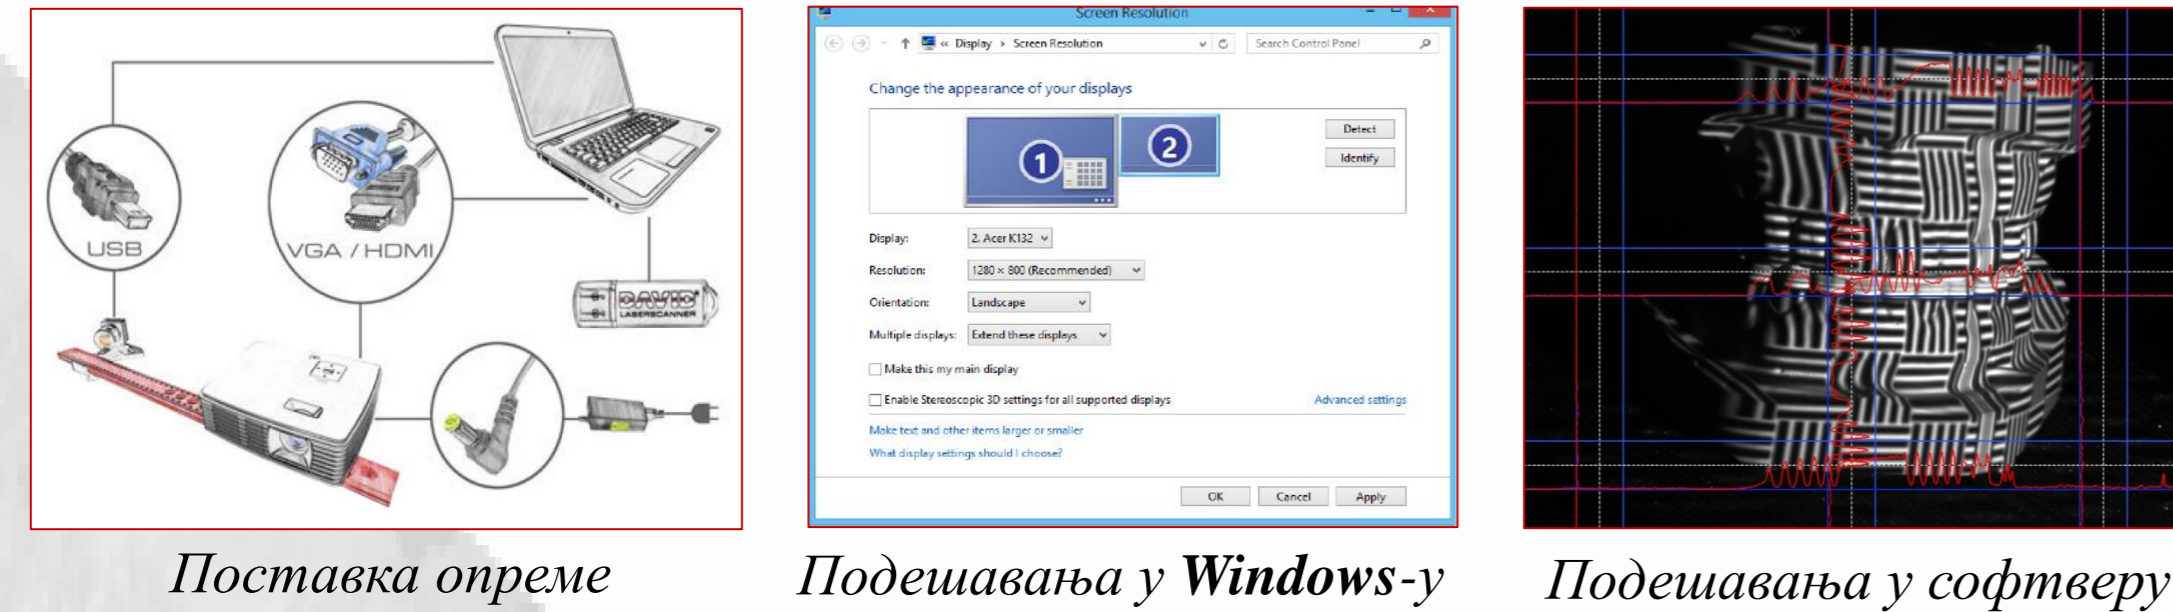 USB
VGA / HDMI
DAVID
LASERSCANNER
Screen Resolution
« Display › Screen Resolution
Search Control Panel
Change the appearance of your displays
1
2
Detect
Identify
Display: 2. Acer K132
Resolution: 1280 × 800 (Recommended)
Orientation: Landscape
Multiple displays: Extend these displays
Make this my main display
Enable Stereoscopic 3D settings for all supported displays
Advanced settings
Make text and other items larger or smaller
What display settings should I choose?
OK Cancel Apply
Поставка опреме
Подешавања у Windows-у
Подешавања у софтверу